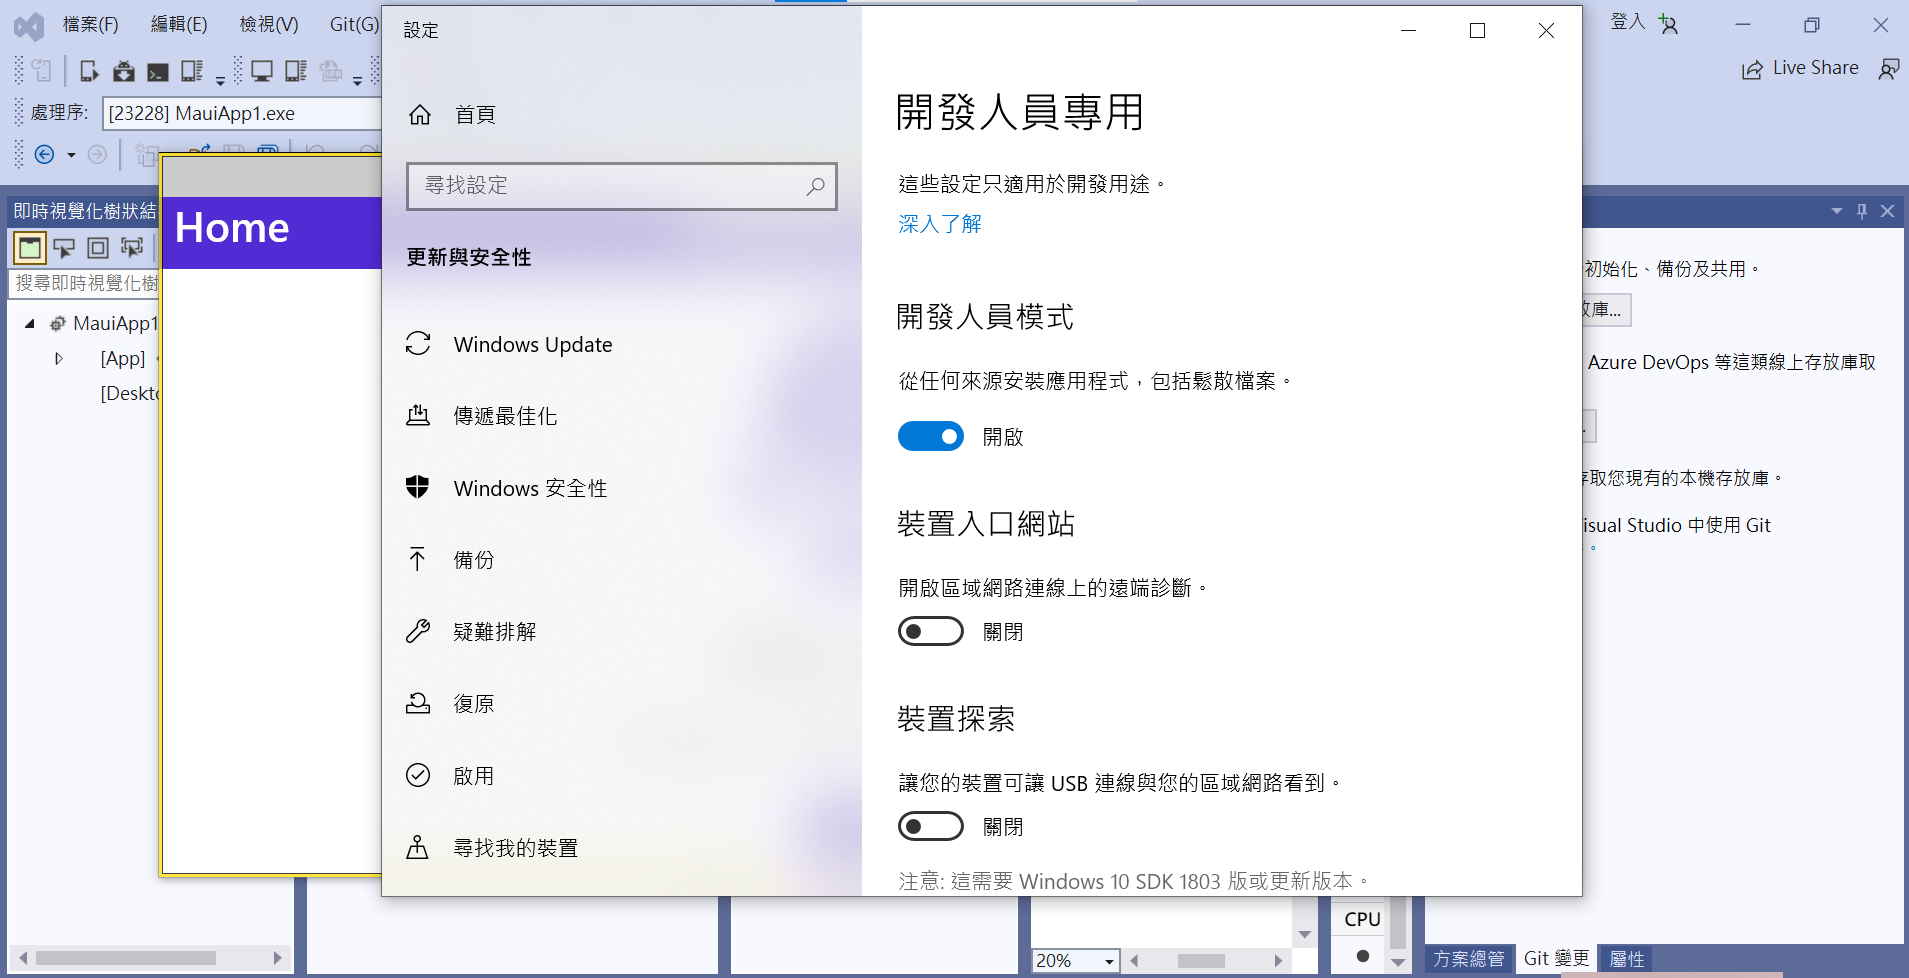 檔案(F) 編輯(E) 檢視(V) Git(G)
登入
Live Share
處理序: [23228] MauiApp1.exe
即時視覺化樹狀結
搜尋即時視覺化樹
MauiApp1
[App]
[Deskto
Home
設定
首頁
尋找設定
更新與安全性
Windows Update
傳遞最佳化
Windows 安全性
備份
疑難排解
復原
啟用
尋找我的裝置
開發人員專用
這些設定只適用於開發用途。
深入了解
開發人員模式
從任何來源安裝應用程式，包括鬆散檔案。
開啟
裝置入口網站
開啟區域網路連線上的遠端診斷。
關閉
裝置探索
讓您的裝置可讓 USB 連線與您的區域網路看到。
關閉
注意: 這需要 Windows 10 SDK 1803 版或更新版本。
初始化、備份及共用。
庫...
Azure DevOps 等這類線上存放庫取
存取您現有的本機存放庫。
isual Studio 中使用 Git
。
CPU
20%
方案總管 Git 變更 屬性